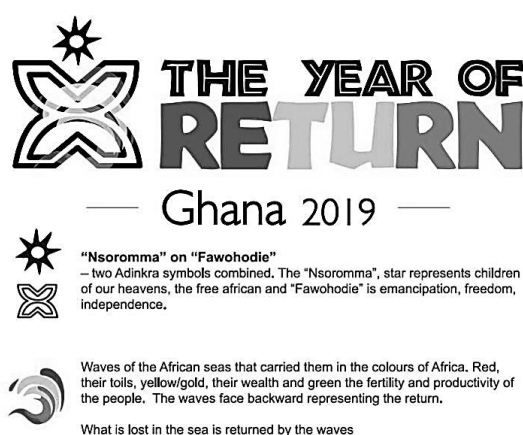 THE YEAR OF
RETURN
Ghana 2019
“Nsoromma” on “Fawohodie”
– two Adinkra symbols combined. The “Nsoromma”, star represents children
of our heavens, the free african and “Fawohodie” is emancipation, freedom,
independence.
Waves of the African seas that carried them in the colours of Africa. Red,
their toils, yellow/gold, their wealth and green the fertility and productivity of
the people. The waves face backward representing the return.
What is lost in the sea is returned by the waves